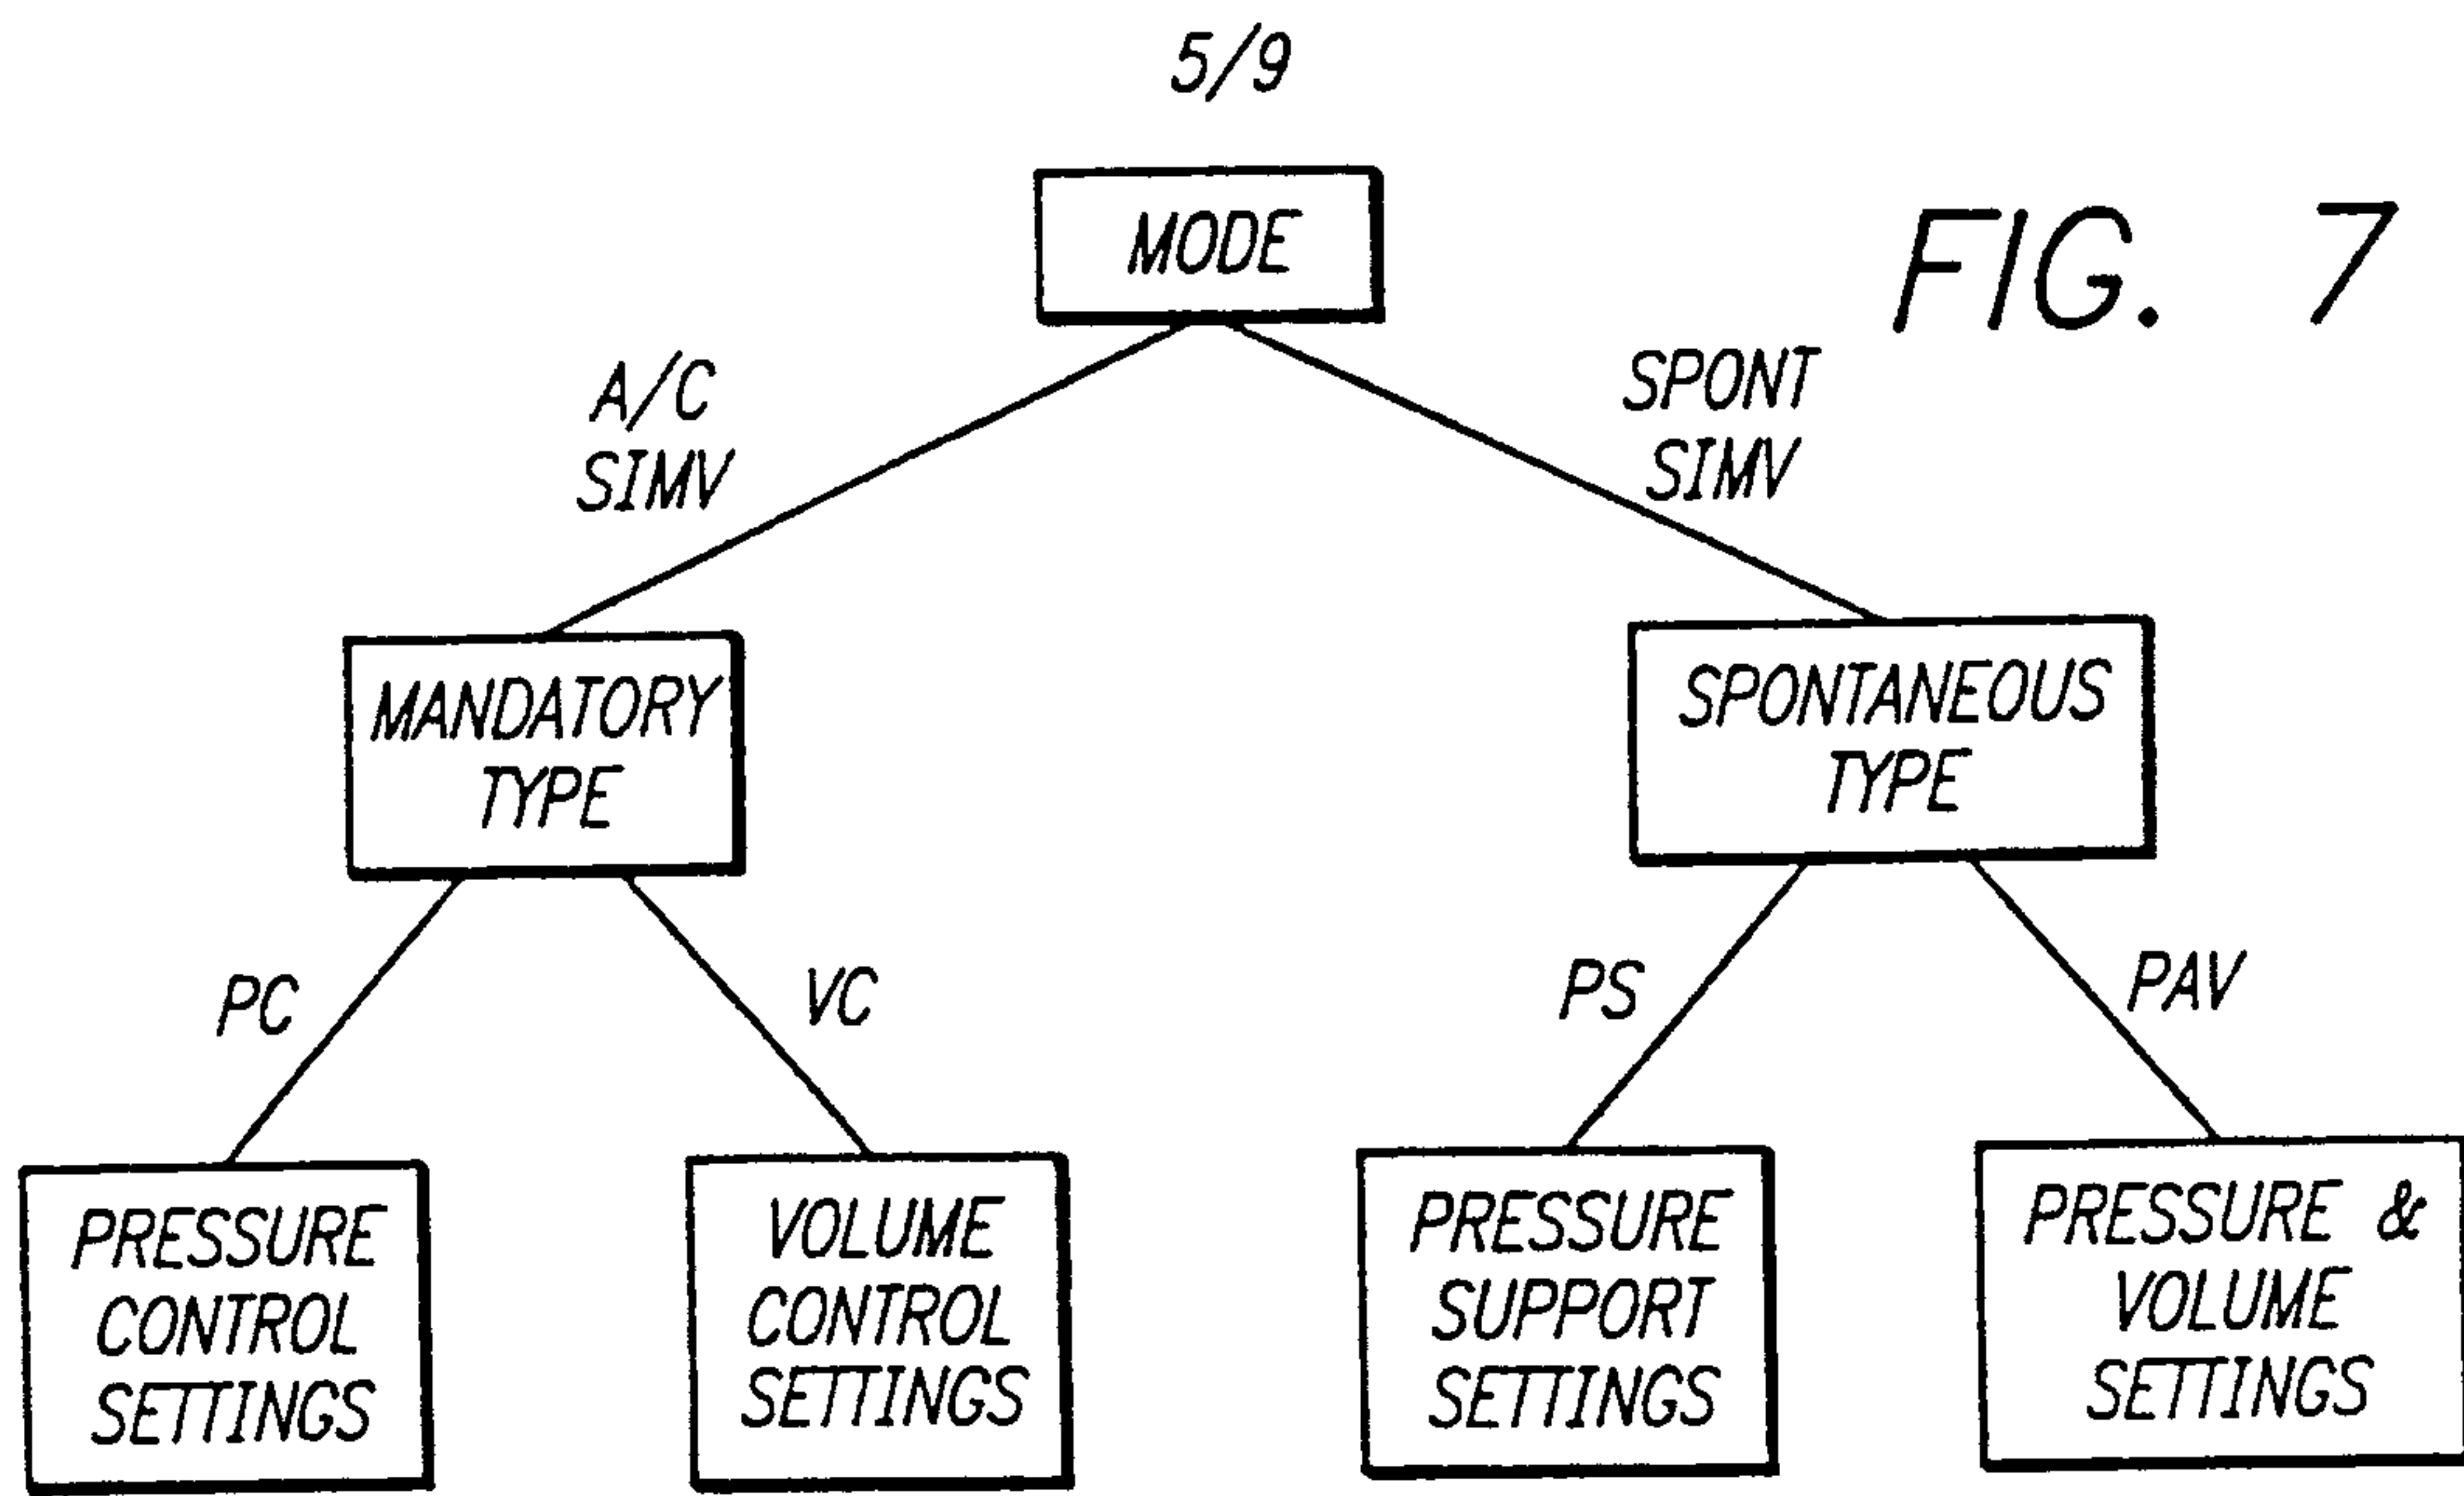 5/9
MODE
FIG. 7
A/C
SIMV
SPONT
SIMV
MANDATORY
TYPE
SPONTANEOUS
TYPE
PC
VC
PS
PAV
PRESSURE
CONTROL
SETTINGS
VOLUME
CONTROL
SETTINGS
PRESSURE
SUPPORT
SETTINGS
PRESSURE &
VOLUME
SETTINGS